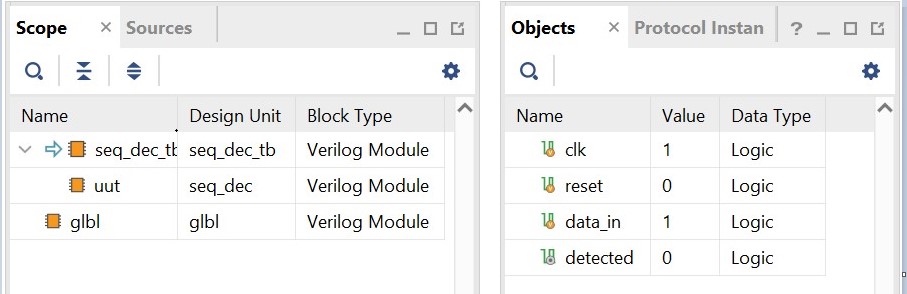 Scope × Sources
Name Design Unit Block Type
seq_dec_tb seq_dec_tb Verilog Module
uut seq_dec Verilog Module
glbl glbl Verilog Module
Objects × Protocol Instan ?
Name Value Data Type
clk 1 Logic
reset 0 Logic
data_in 1 Logic
detected 0 Logic